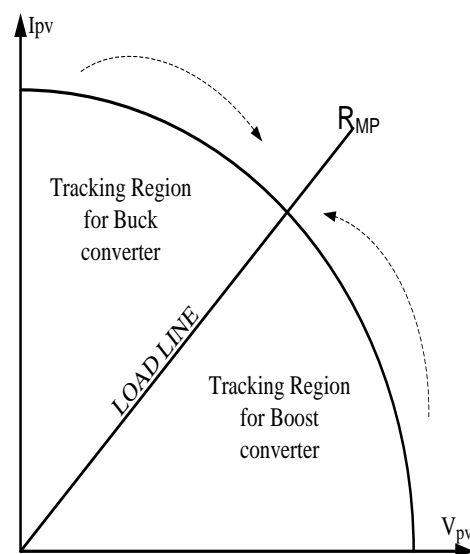 Ipv
RMP
Tracking Region
for Buck
converter
LOAD LINE
Tracking Region
for Boost
converter
Vpv